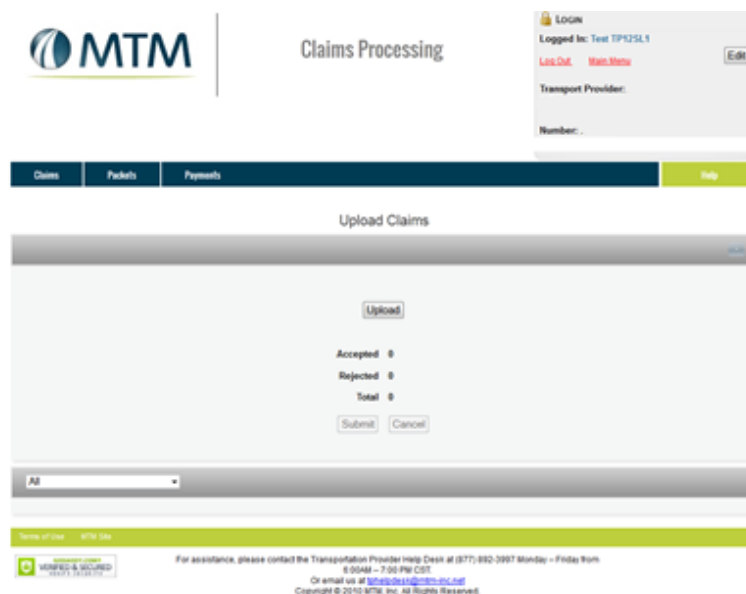 MTM
Claims Processing
LOGIN
Logged In: Test TP12SL1
Edit
Log Out Main Menu
Transport Provider:
Number: .
Claims Packets Payments Help
Upload Claims
Upload
Accepted 0
Rejected 0
Total 0
Submit Cancel
All
Terms of Use MTM Site
VERIFIED & SECURED
For assistance, please contact the Transportation Provider Help Desk at (877) 892-3997 Monday – Friday from
6:00AM – 7:00 PM CST.
Or email us at tphelpdesk@mtm-inc.net
Copyright © 2010 MTM, Inc. All Rights Reserved.